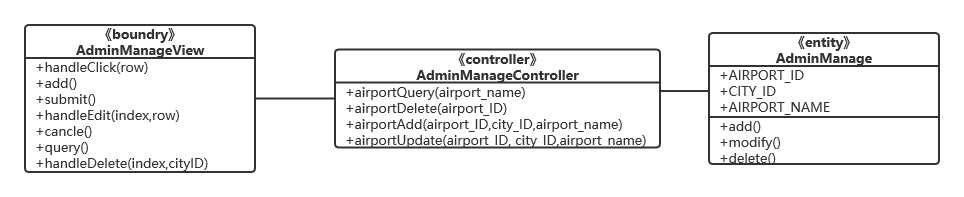 《boundry》
AdminManageView
+handleClick(row)
+add()
+submit()
+handleEdit(index,row)
+cancle()
+query()
+handleDelete(index,cityID)
《controller》
AdminManageController
+airportQuery(airport_name)
+airportDelete(airport_ID)
+airportAdd(airport_ID,city_ID,airport_name)
+airportUpdate(airport_ID, city_ID,airport_name)
《entity》
AdminManage
+AIRPORT_ID
+CITY_ID
+AIRPORT_NAME
+add()
+modify()
+delete()